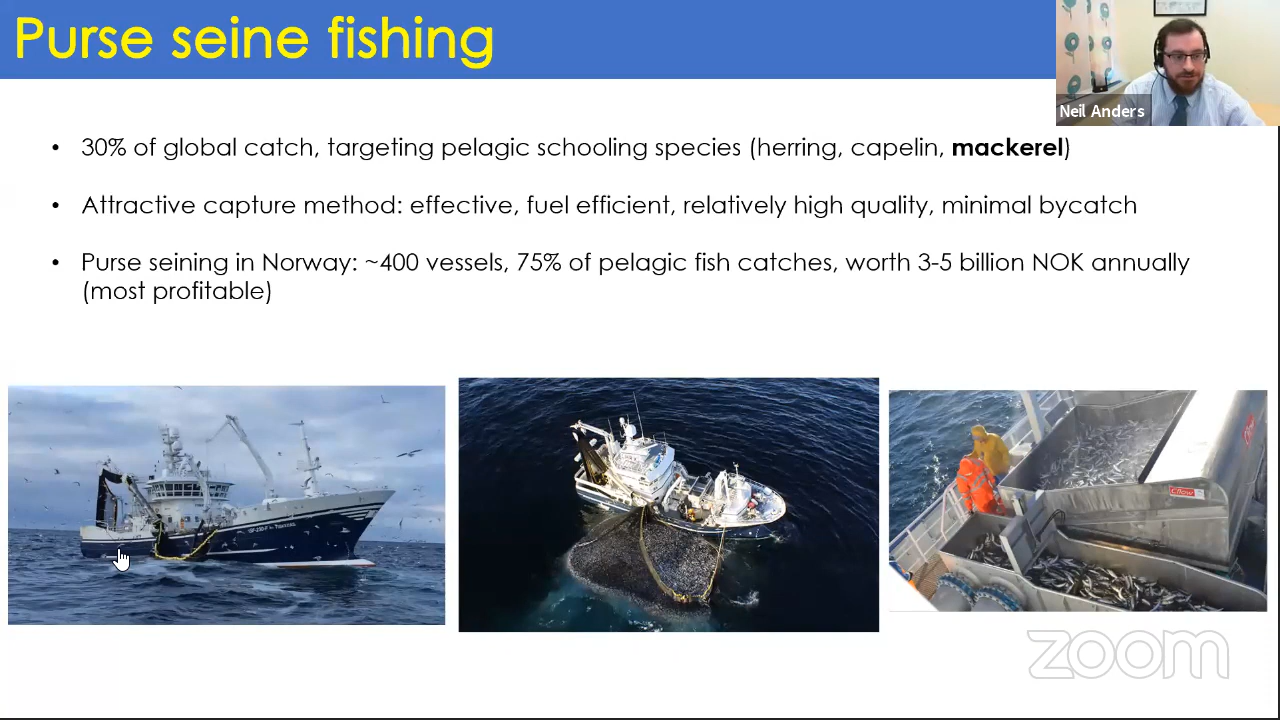 Purse seine fishing
Neil Anders
• 30% of global catch, targeting pelagic schooling species (herring, capelin, mackerel)
• Attractive capture method: effective, fuel efficient, relatively high quality, minimal bycatch
• Purse seining in Norway: ~400 vessels, 75% of pelagic fish catches, worth 3-5 billion NOK annually
(most profitable)
zoom